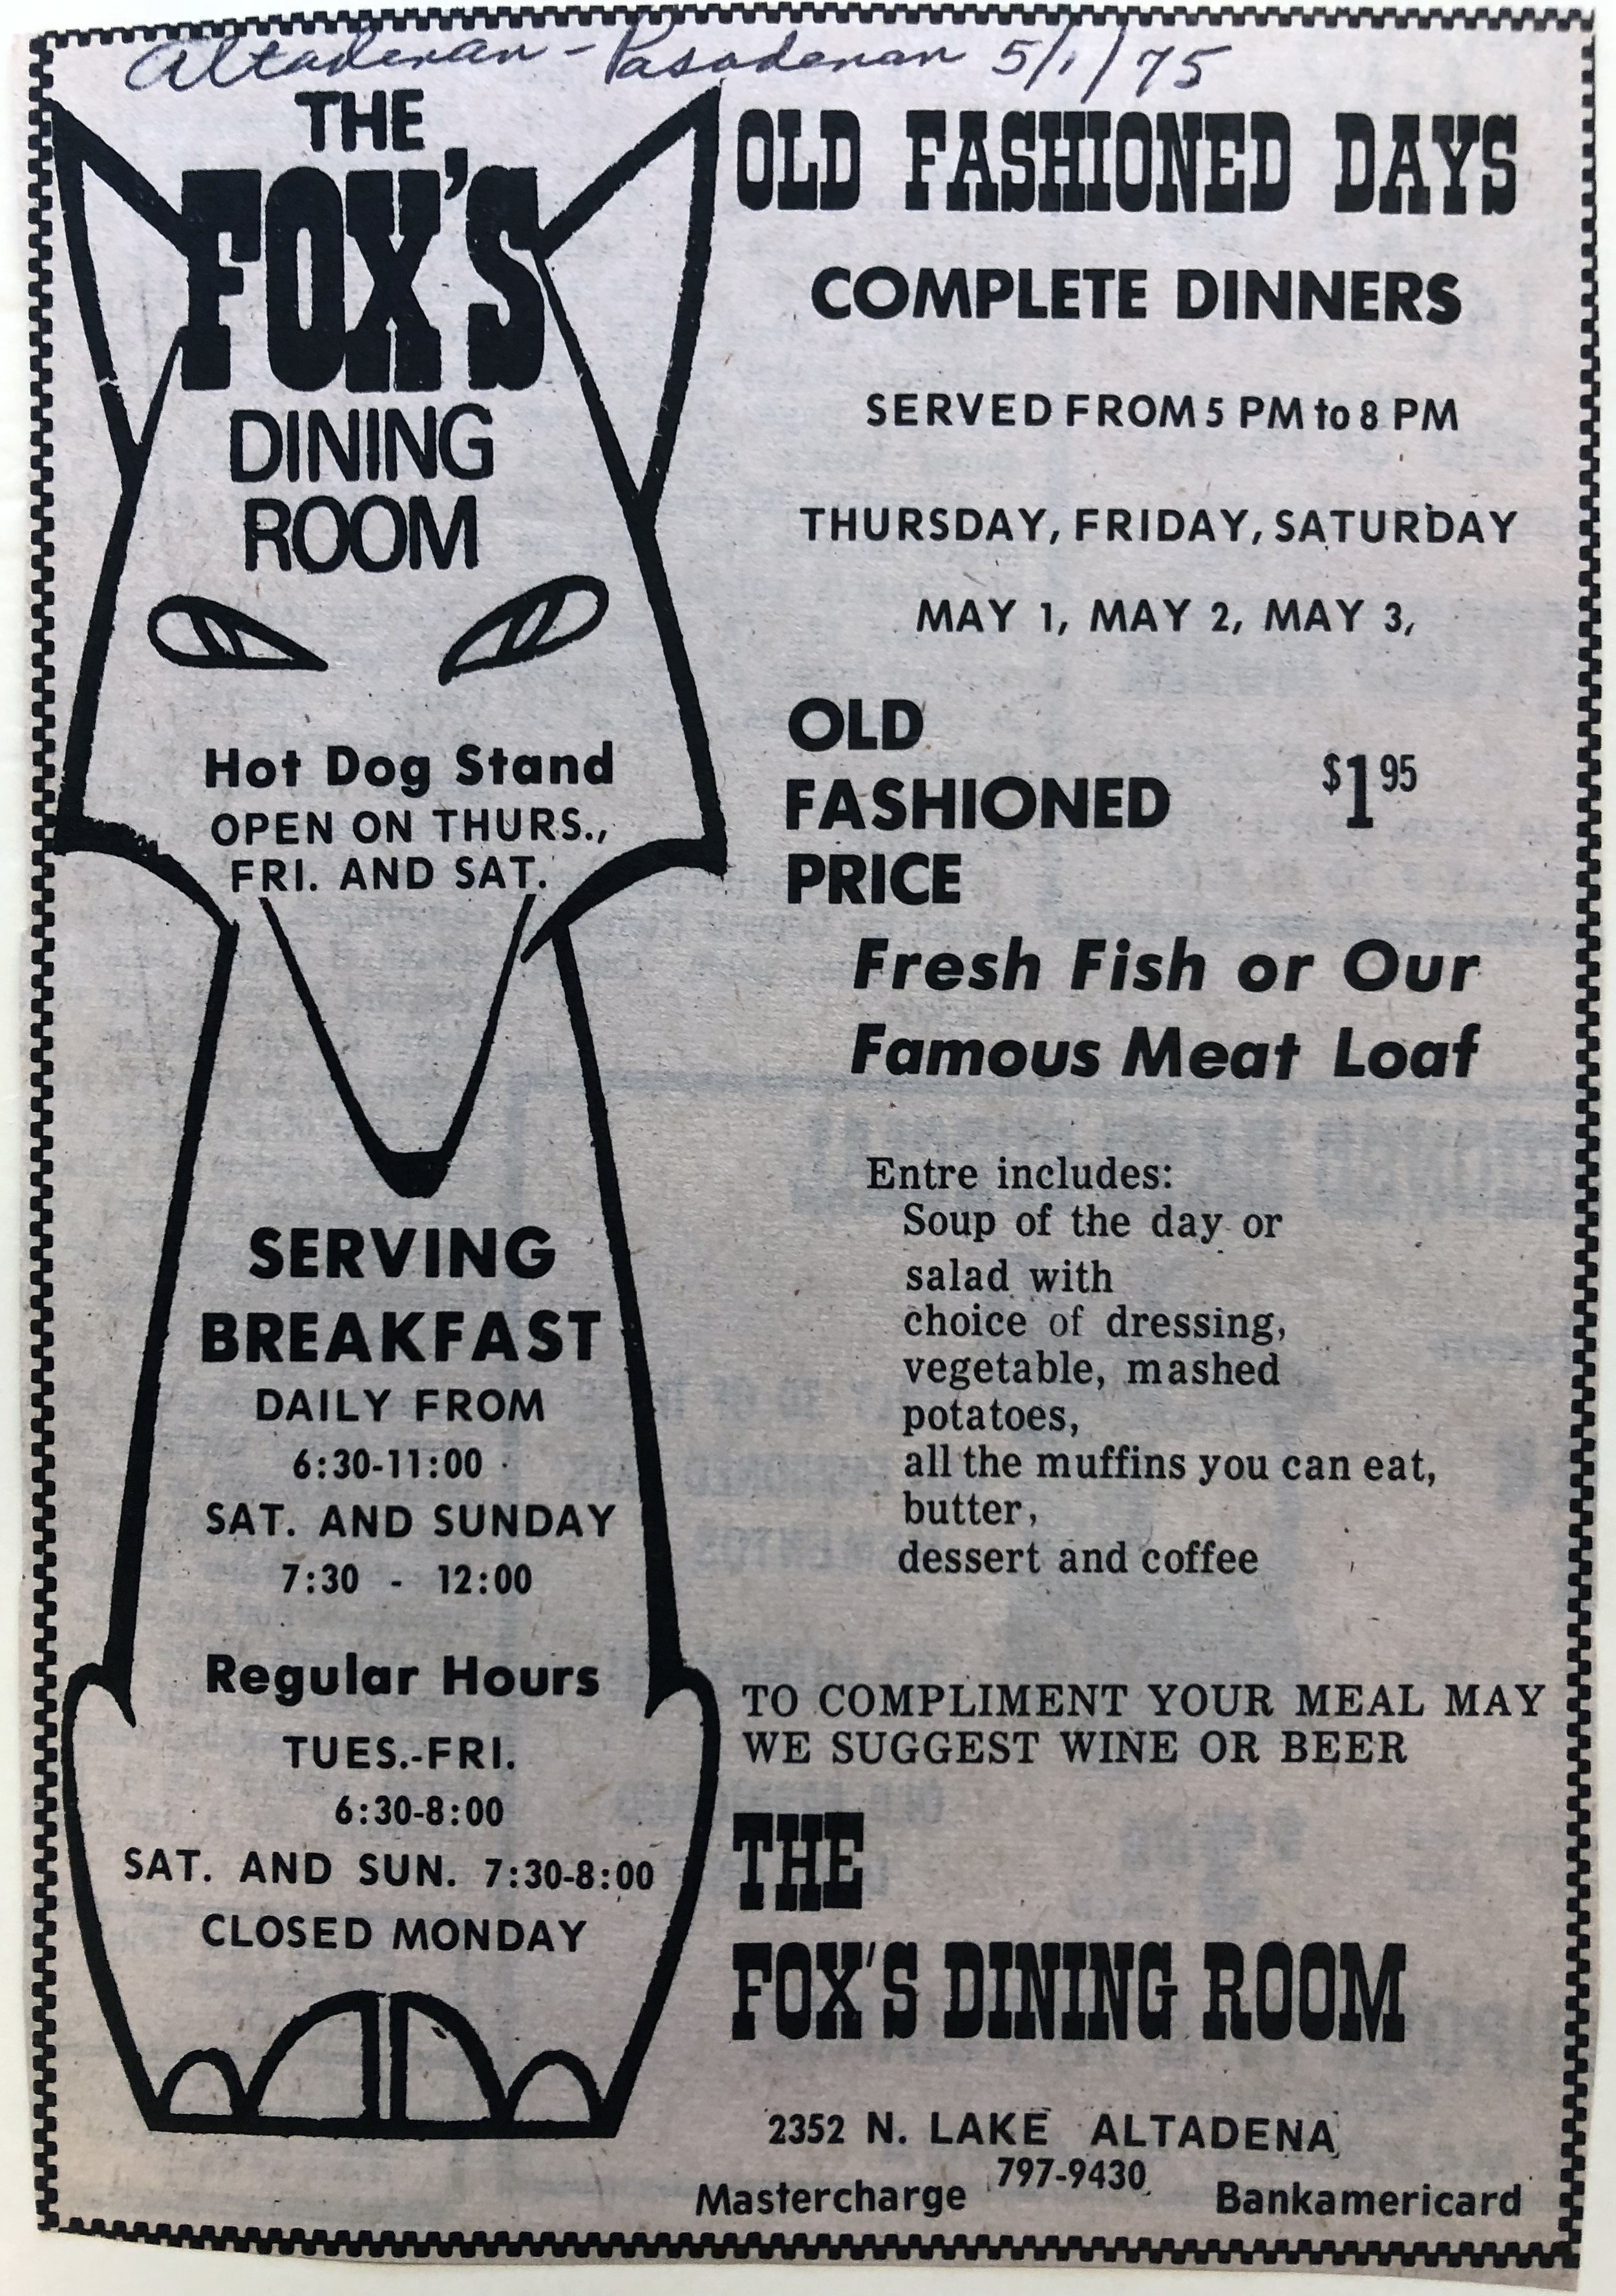 Altadenan - Pasadenan 5/1/75
THE
FOX'S
DINING
ROOM
Hot Dog Stand
OPEN ON THURS.,
FRI. AND SAT.
SERVING
BREAKFAST
DAILY FROM
6:30-11:00
SAT. AND SUNDAY
7:30 - 12:00
Regular Hours
TUES.-FRI.
6:30-8:00
SAT. AND SUN. 7:30-8:00
CLOSED MONDAY
OLD FASHIONED DAYS
COMPLETE DINNERS
SERVED FROM 5 PM to 8 PM
THURSDAY, FRIDAY, SATURDAY
MAY 1, MAY 2, MAY 3,
OLD
FASHIONED $1 95
PRICE
Fresh Fish or Our
Famous Meat Loaf
Entre includes:
Soup of the day or
salad with
choice of dressing,
vegetable, mashed
potatoes,
all the muffins you can eat,
butter,
dessert and coffee
TO COMPLIMENT YOUR MEAL MAY
WE SUGGEST WINE OR BEER
THE
FOX'S DINING ROOM
2352 N. LAKE ALTADENA
797-9430
Mastercharge Bankamericard